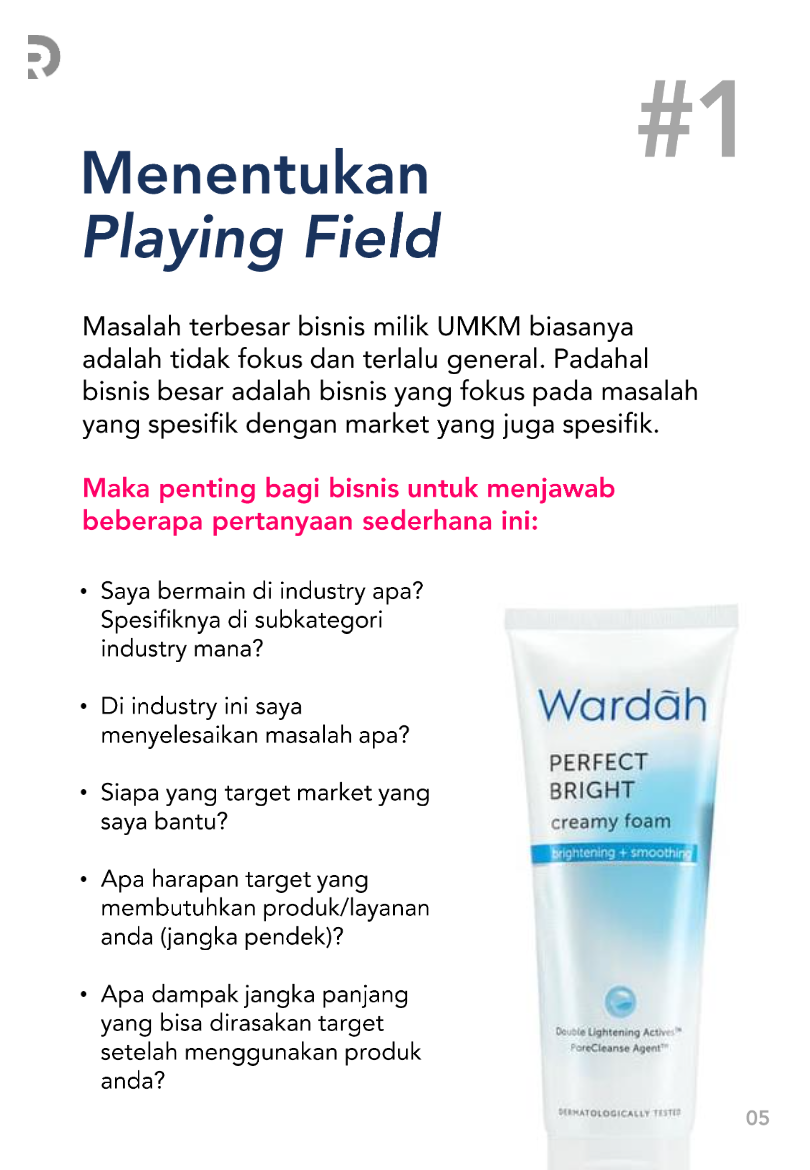 #1
Menentukan
Playing Field
Masalah terbesar bisnis milik UMKM biasanya
adalah tidak fokus dan terlalu general. Padahal
bisnis besar adalah bisnis yang fokus pada masalah
yang spesifik dengan market yang juga spesifik.
Maka penting bagi bisnis untuk menjawab
beberapa pertanyaan sederhana ini:
• Saya bermain di industry apa?
Spesifiknya di subkategori
industry mana?
• Di industry ini saya
menyelesaikan masalah apa?
• Siapa yang target market yang
saya bantu?
• Apa harapan target yang
membutuhkan produk/layanan
anda (jangka pendek)?
• Apa dampak jangka panjang
yang bisa dirasakan target
setelah menggunakan produk
anda?
Wardãh
PERFECT
BRIGHT
creamy foam
brightening + smoothing
Double Lightening Actives™
PoreCleanse Agent™
DERMATOLOGICALLY TESTED
05